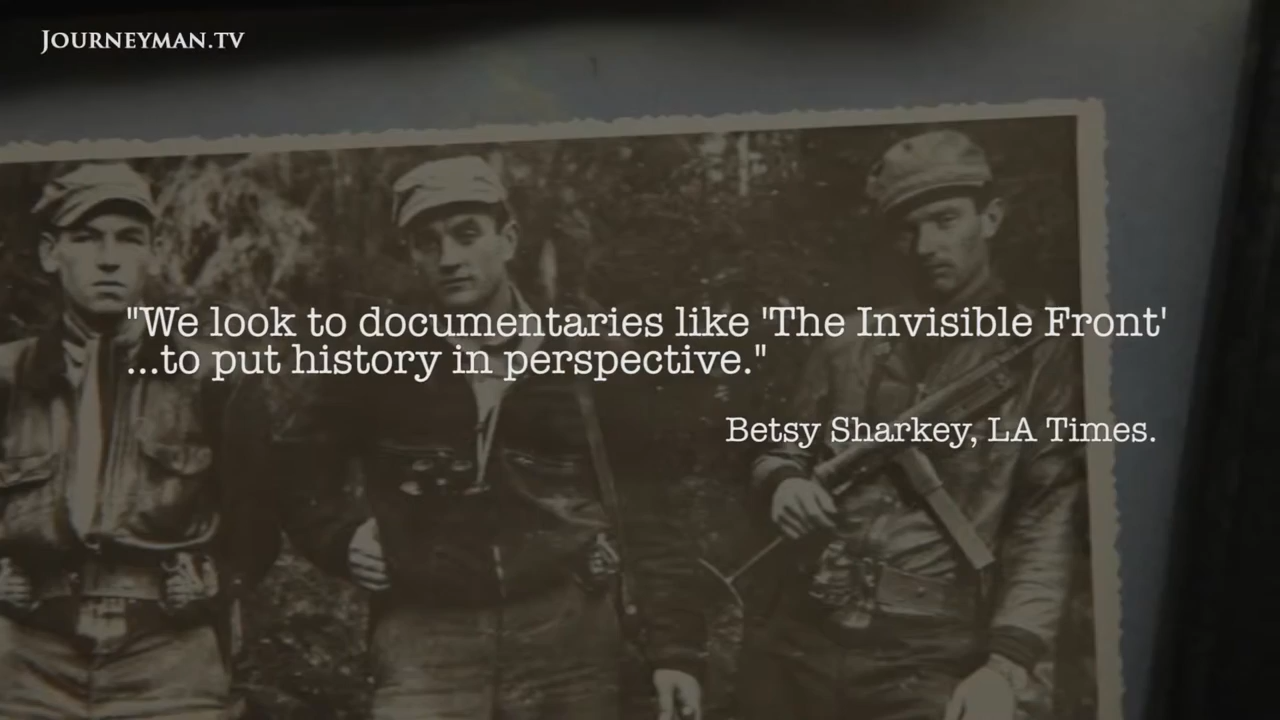 JOURNEYMAN.TV
"We look to documentaries like 'The Invisible Front'
...to put history in perspective."
Betsy Sharkey, LA Times.